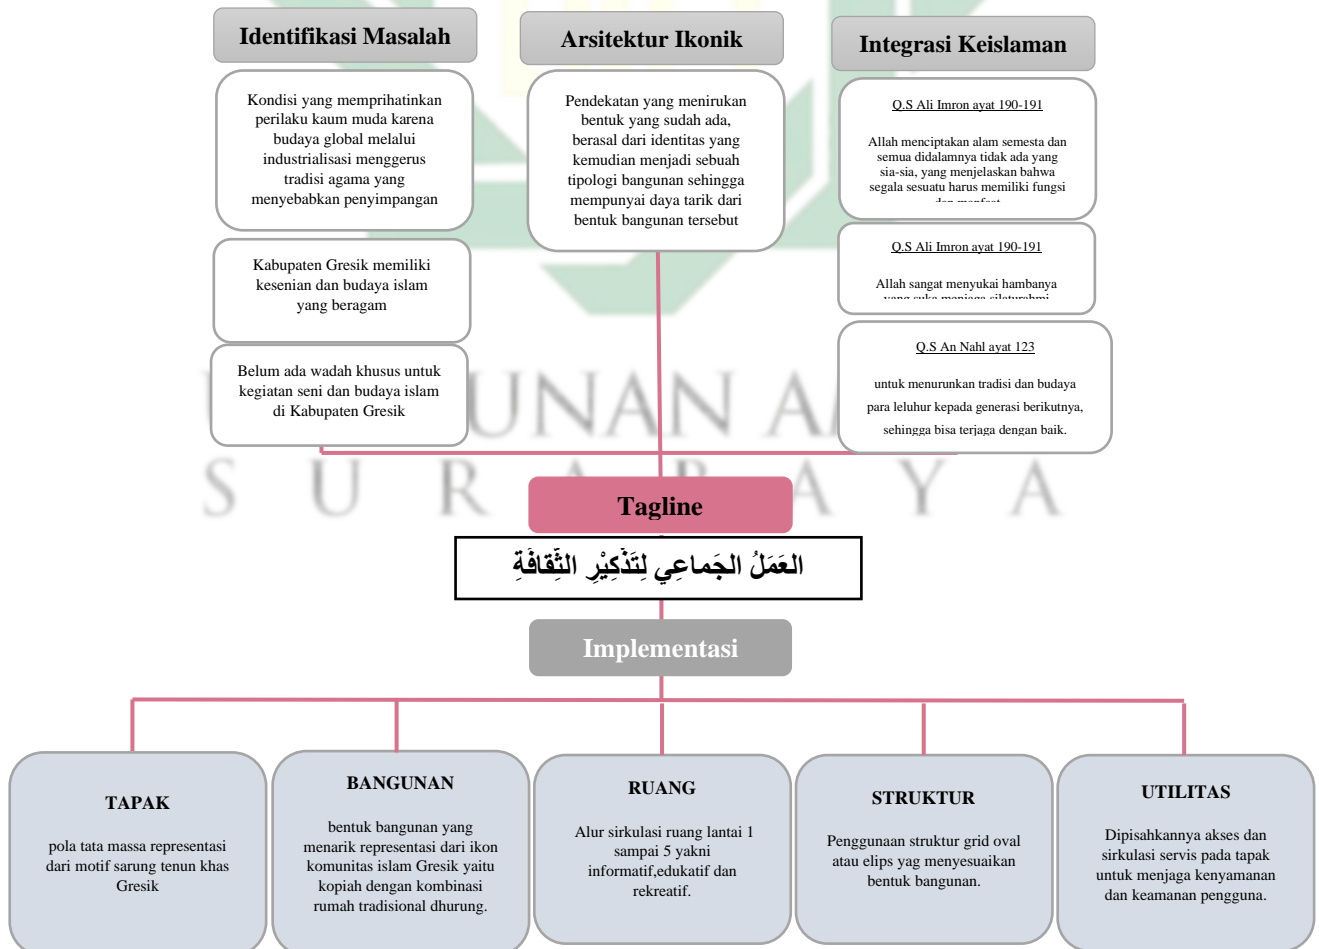 Identifikasi Masalah
Kondisi yang memprihatinkan
perilaku kaum muda karena
budaya global melalui
industrialisasi menggerus
tradisi agama yang
menyebabkan penyimpangan
Kabupaten Gresik memiliki
kesenian dan budaya islam
yang beragam
Belum ada wadah khusus untuk
kegiatan seni dan budaya islam
di Kabupaten Gresik
Arsitektur Ikonik
Pendekatan yang menirukan
bentuk yang sudah ada,
berasal dari identitas yang
kemudian menjadi sebuah
tipologi bangunan sehingga
mempunyai daya tarik dari
bentuk bangunan tersebut
Integrasi Keislaman
Q.S Ali Imron ayat 190-191
Allah menciptakan alam semesta dan
semua didalamnya tidak ada yang
sia-sia, yang menjelaskan bahwa
segala sesuatu harus memiliki fungsi
dan manfaat
Q.S Ali Imron ayat 190-191
Allah sangat menyukai hambanya
yang suka menjaga silaturahmi
Q.S An Nahl ayat 123
untuk menurunkan tradisi dan budaya
para leluhur kepada generasi berikutnya,
sehingga bisa terjaga dengan baik.
UNAN A
S U R A B A Y A
Tagline
العَمَلُ الجَماعِي لِتَذْكِيْرِ الثَّقافَةِ
Implementasi
TAPAK
pola tata massa representasi
dari motif sarung tenun khas
Gresik
BANGUNAN
bentuk bangunan yang
menarik representasi dari ikon
komunitas islam Gresik yaitu
kopiah dengan kombinasi
rumah tradisional dhurung.
RUANG
Alur sirkulasi ruang lantai 1
sampai 5 yakni
informatif,edukatif dan
rekreatif.
STRUKTUR
Penggunaan struktur grid oval
atau elips yag menyesuaikan
bentuk bangunan.
UTILITAS
Dipisahkannya akses dan
sirkulasi servis pada tapak
untuk menjaga kenyamanan
dan keamanan pengguna.